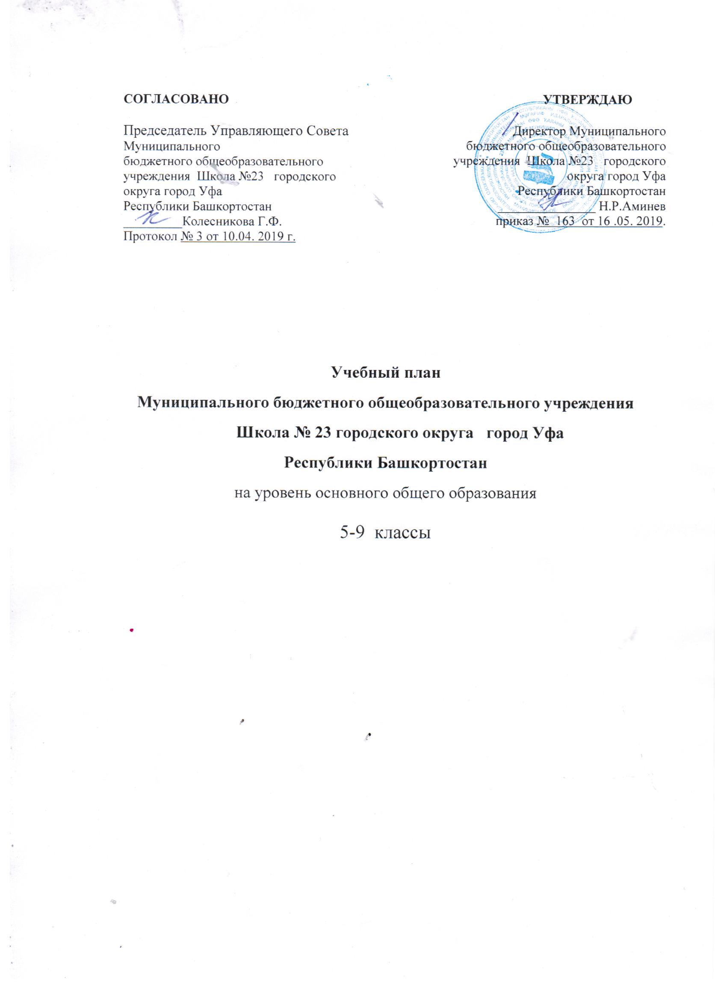 СОГЛАСОВАНО
Председатель Управляющего Совета
Муниципального
бюджетного общеобразовательного
учреждения Школа №23 городского
округа город Уфа
Республики Башкортостан
__________Колесникова Г.Ф.
Протокол № 3 от 10.04. 2019 г.
УТВЕРЖДАЮ
Директор Муниципального
бюджетного общеобразовательного
учреждения Школа №23 городского
округа город Уфа
Республики Башкортостан
________________ Н.Р.Аминев
приказ № 163 от 16 .05. 2019.
Учебный план
Муниципального бюджетного общеобразовательного учреждения
Школа № 23 городского округа город Уфа
Республики Башкортостан
на уровень основного общего образования
5-9 классы